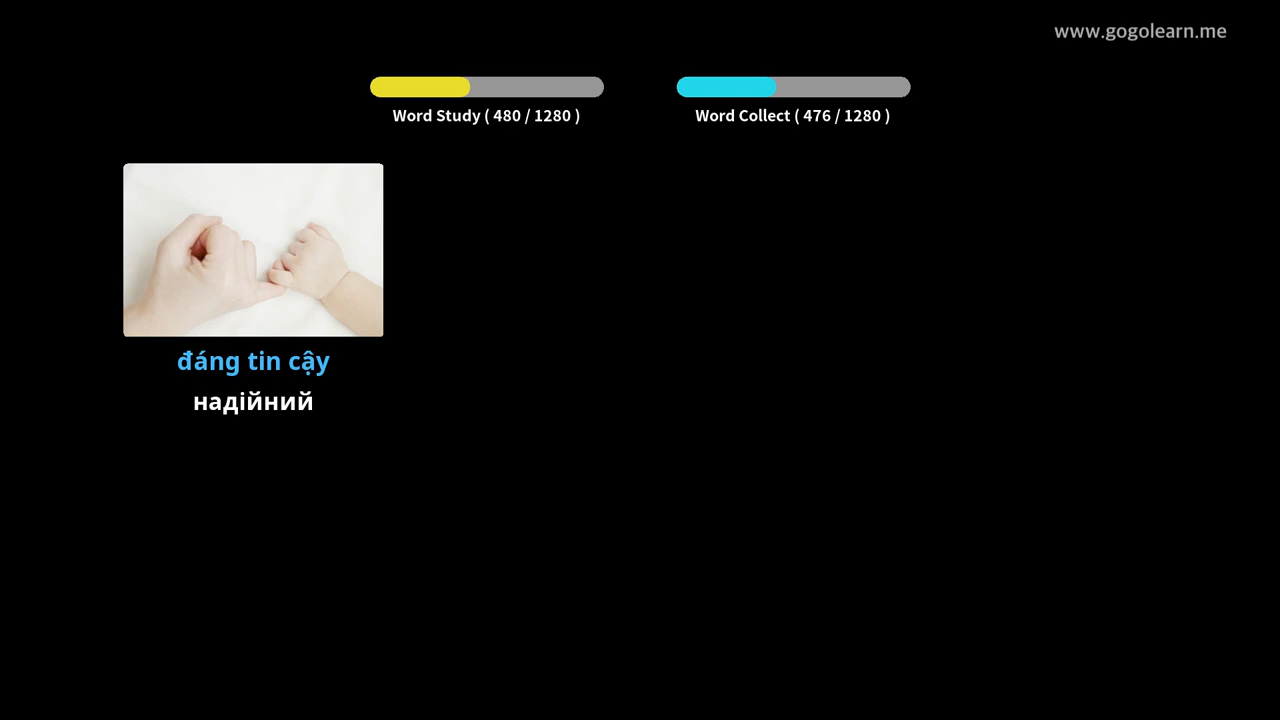 www.gogolearn.me
Word Study ( 480 / 1280 )
Word Collect ( 476 / 1280 )
đáng tin cậy
надійний